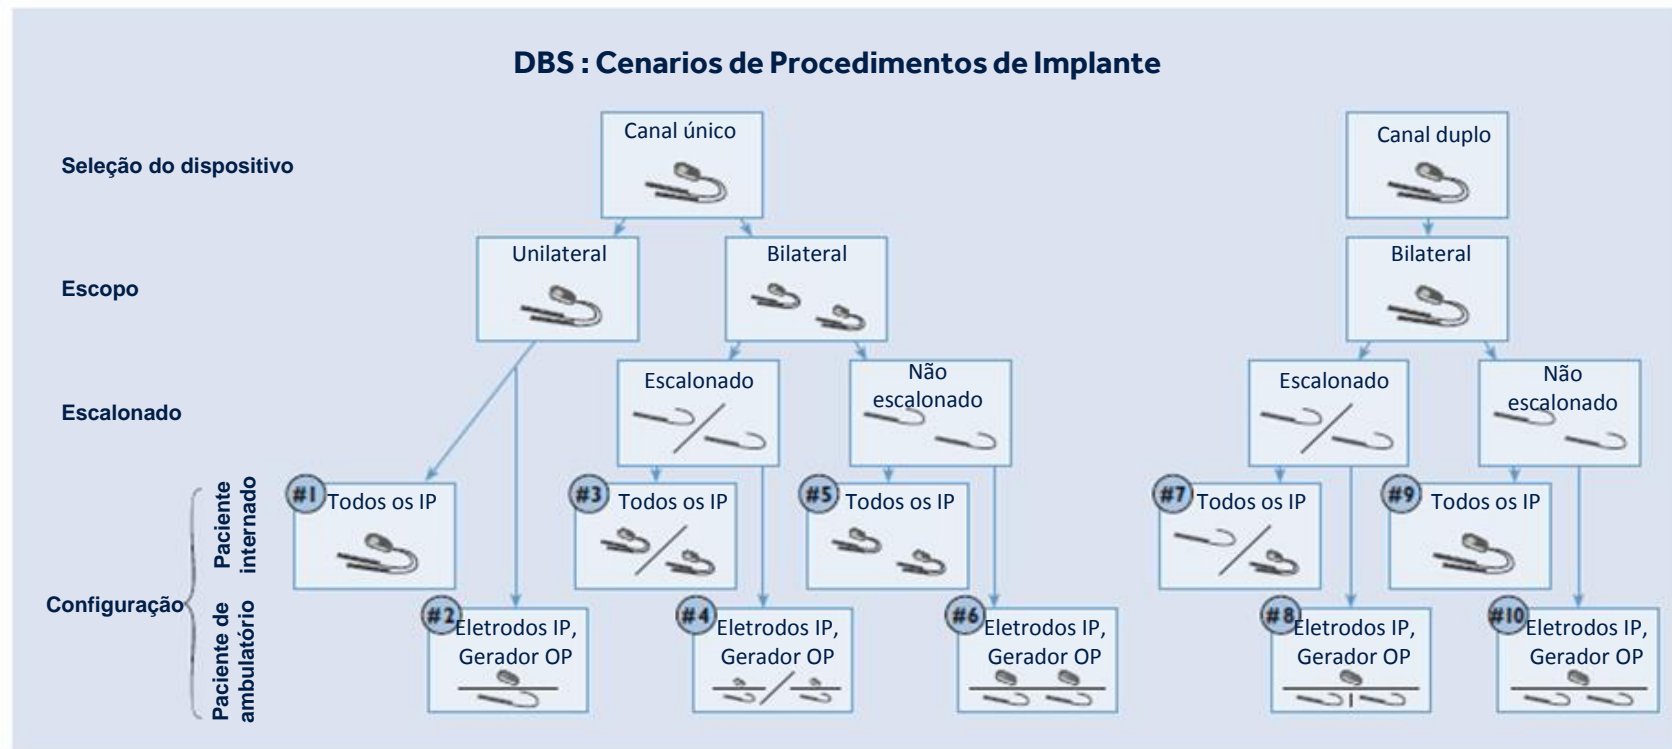 DBS : Cenarios de Procedimentos de Implante
Seleção do dispositivo
Canal único
Canal duplo
Escopo
Unilateral
Bilateral
Bilateral
Escalonado
Escalonado
Não
escalonado
Escalonado
Não
escalonado
Configuração
Paciente
internado
#1
Todos os IP
#3
Todos os IP
#5
Todos os IP
#7
Todos os IP
#9
Todos os IP
Paciente de
ambulatório
#2
Eletrodos IP,
Gerador OP
#4
Eletrodos IP,
Gerador OP
#6
Eletrodos IP,
Gerador OP
#8
Eletrodos IP,
Gerador OP
#10
Eletrodos IP,
Gerador OP